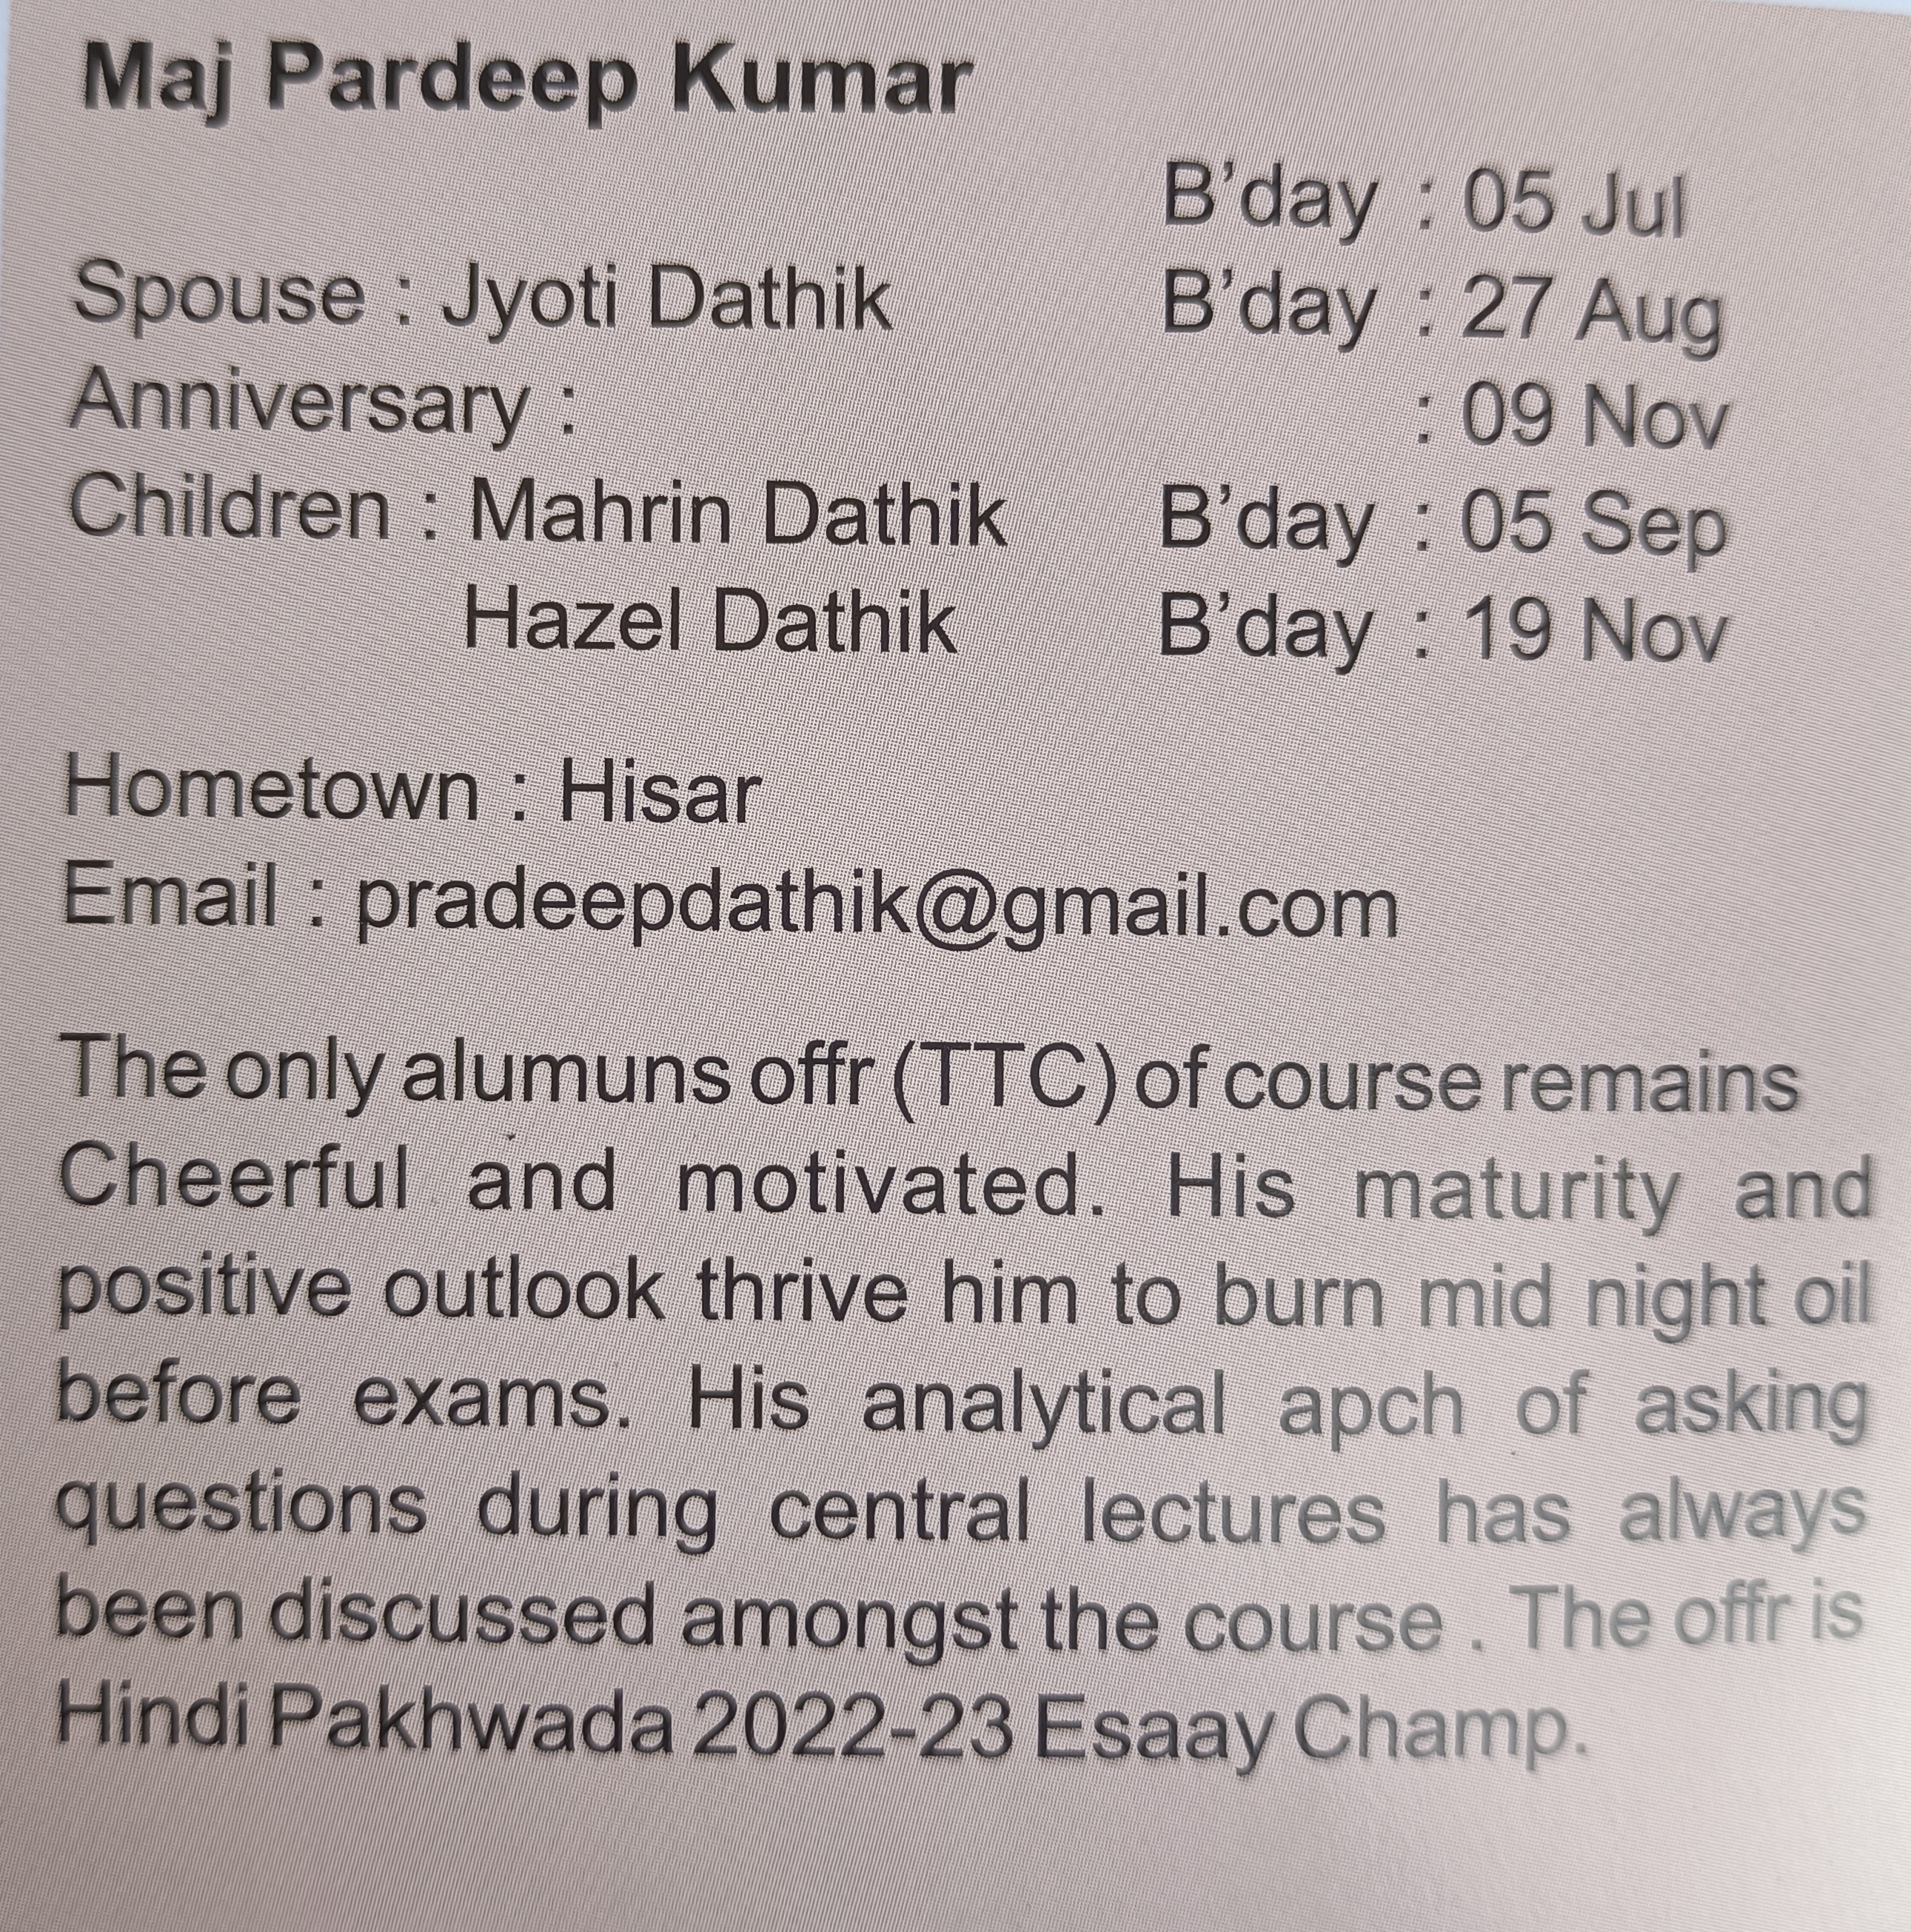 Maj Pardeep Kumar
B'day : 05 Jul
Spouse : Jyoti Dathik B'day : 27 Aug
Anniversary : : 09 Nov
Children : Mahrin Dathik B'day : 05 Sep
Hazel Dathik B'day : 19 Nov
Hometown : Hisar
Email : pradeepdathik@gmail.com
The only alumuns offr (TTC) of course remains
Cheerful and motivated. His maturity and
positive outlook thrive him to burn mid night oil
before exams. His analytical apch of asking
questions during central lectures has always
been discussed amongst the course . The offr is
Hindi Pakhwada 2022-23 Esaay Champ.